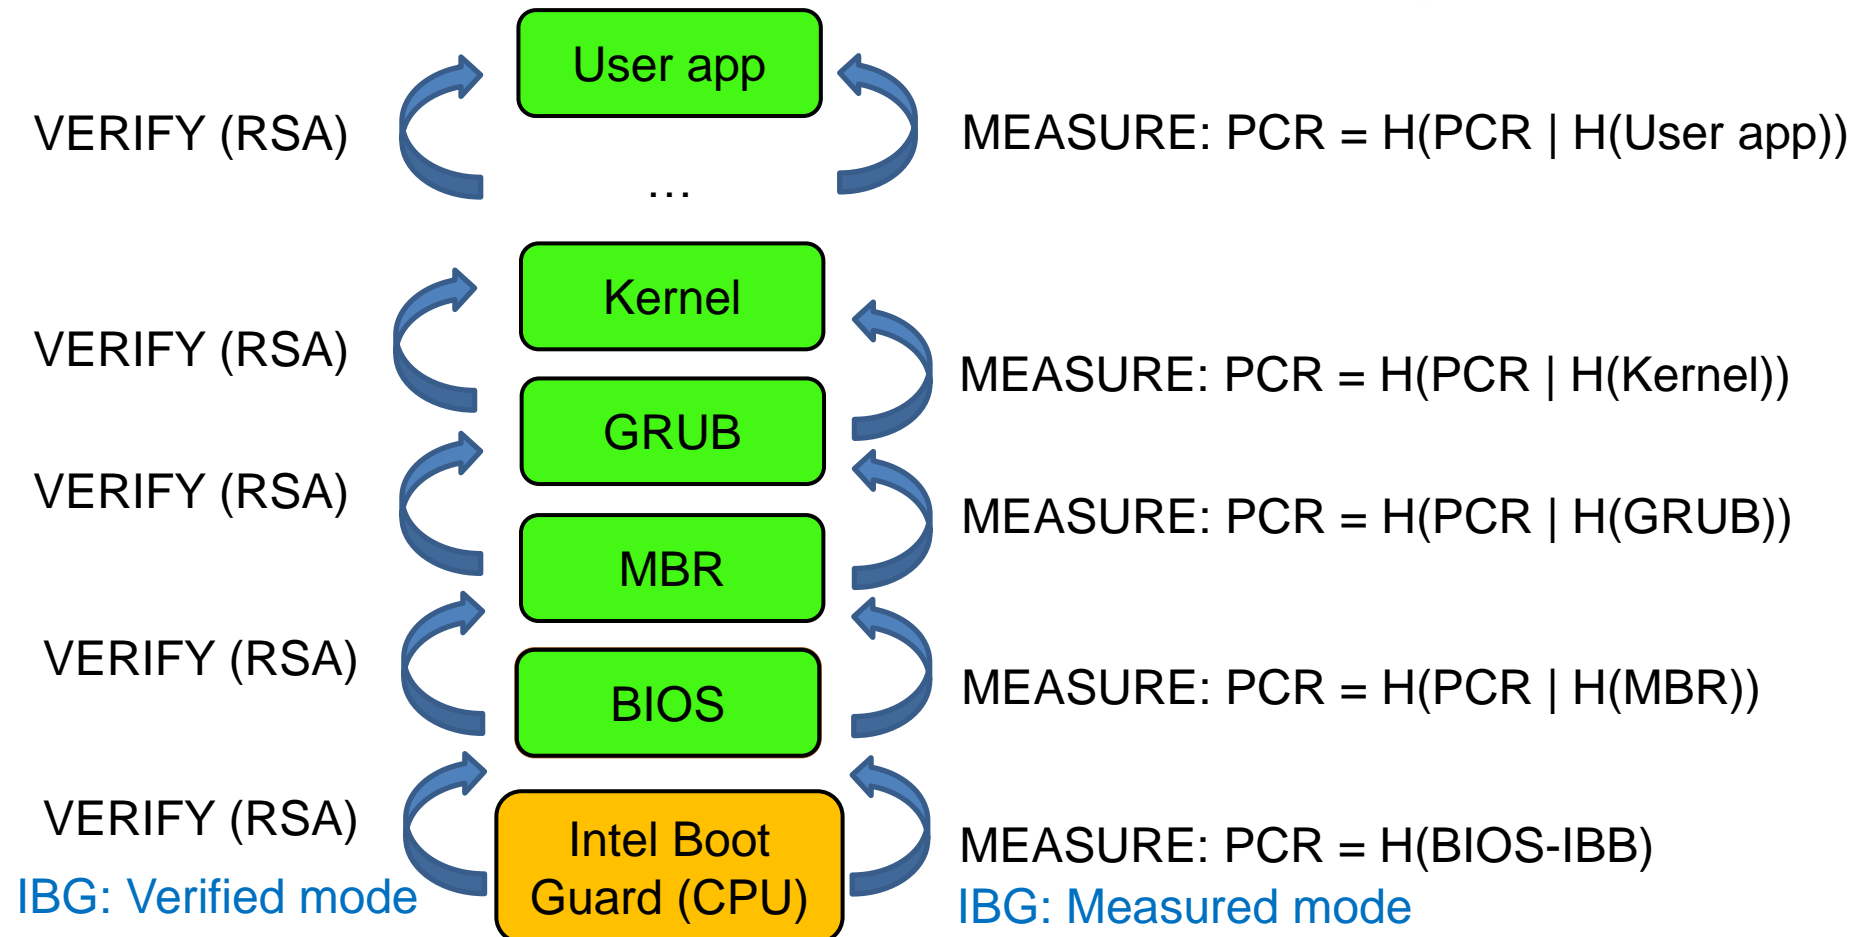 User app
VERIFY (RSA)
MEASURE: PCR = H(PCR | H(User app))
…
Kernel
VERIFY (RSA)
MEASURE: PCR = H(PCR | H(Kernel))
GRUB
VERIFY (RSA)
MEASURE: PCR = H(PCR | H(GRUB))
MBR
VERIFY (RSA)
MEASURE: PCR = H(PCR | H(MBR))
BIOS
VERIFY (RSA)
Intel Boot
Guard (CPU)
MEASURE: PCR = H(BIOS-IBB)
IBG: Verified mode
IBG: Measured mode